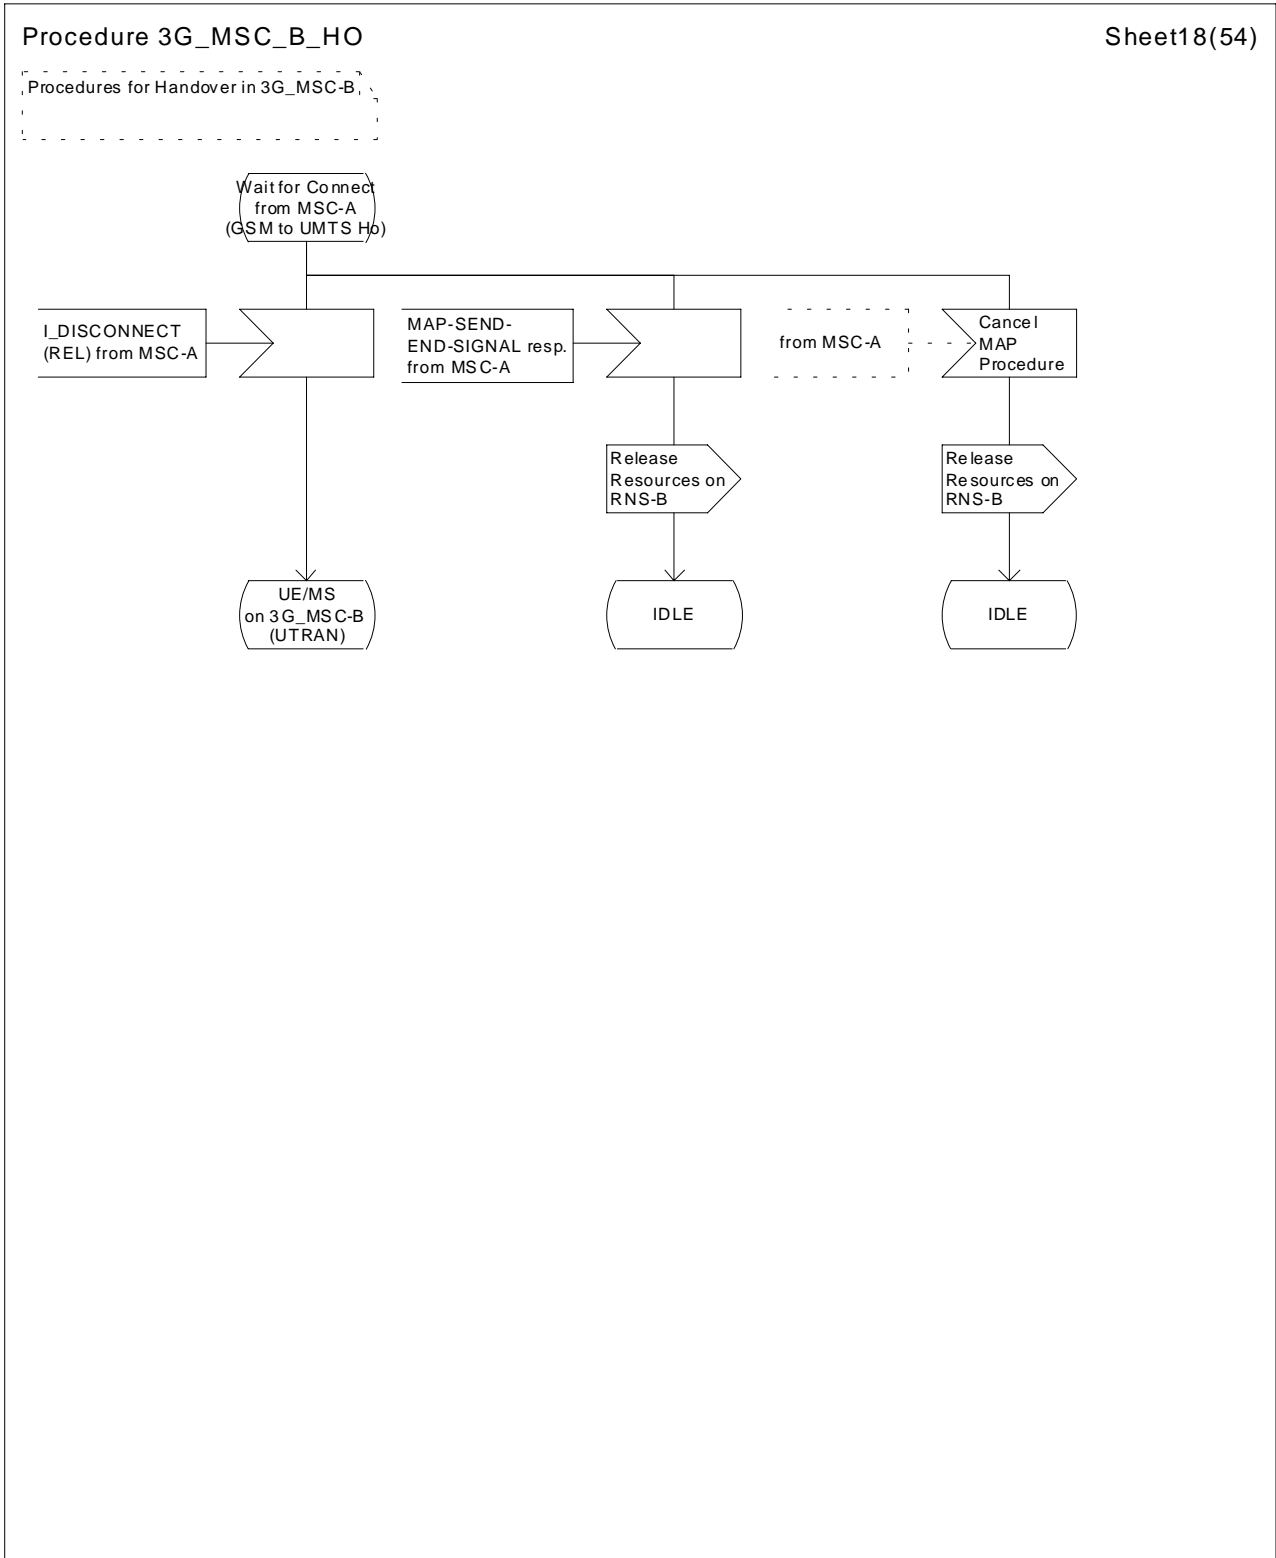 Procedure 3G_MSC_B_HO
Sheet18(54)
Procedures for Handover in 3G_MSC-B
Wait for Connect
from MSC-A
(GSM to UMTS Ho)
I_DISCONNECT
(REL) from MSC-A
MAP-SEND-
END-SIGNAL resp.
from MSC-A
from MSC-A
Cancel
MAP
Procedure
Release
Resources on
RNS-B
Release
Resources on
RNS-B
UE/MS
on 3G_MSC-B
(UTRAN)
IDLE
IDLE